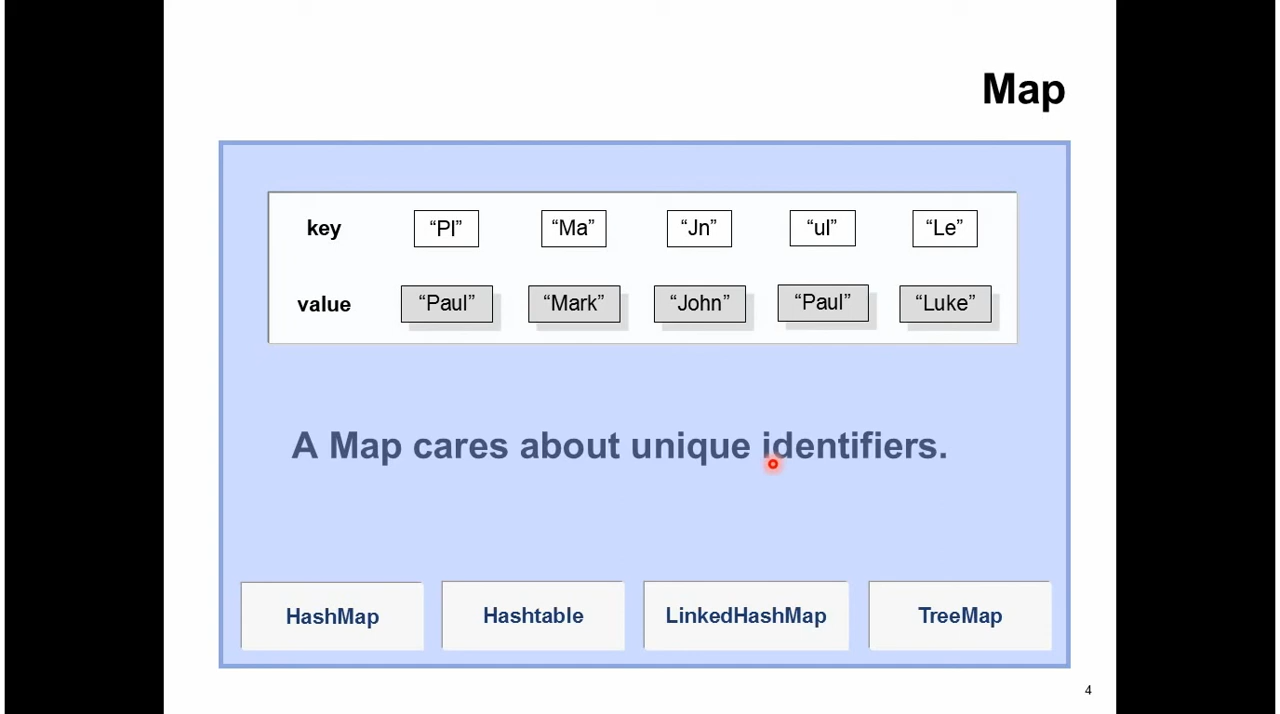 Map
key “Pl” “Ma” “Jn” “ul” “Le”
value “Paul” “Mark” “John” “Paul” “Luke”
A Map cares about unique identifiers.
HashMap Hashtable LinkedHashMap TreeMap
4